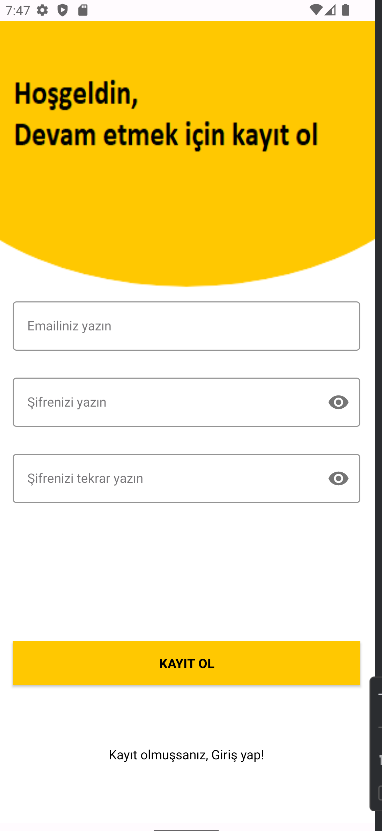 7:47
Hoşgeldin,
Devam etmek için kayıt ol
Emailiniz yazın
Şifrenizi yazın
Şifrenizi tekrar yazın
KAYIT OL
Kayıt olmuşsanız, Giriş yap!